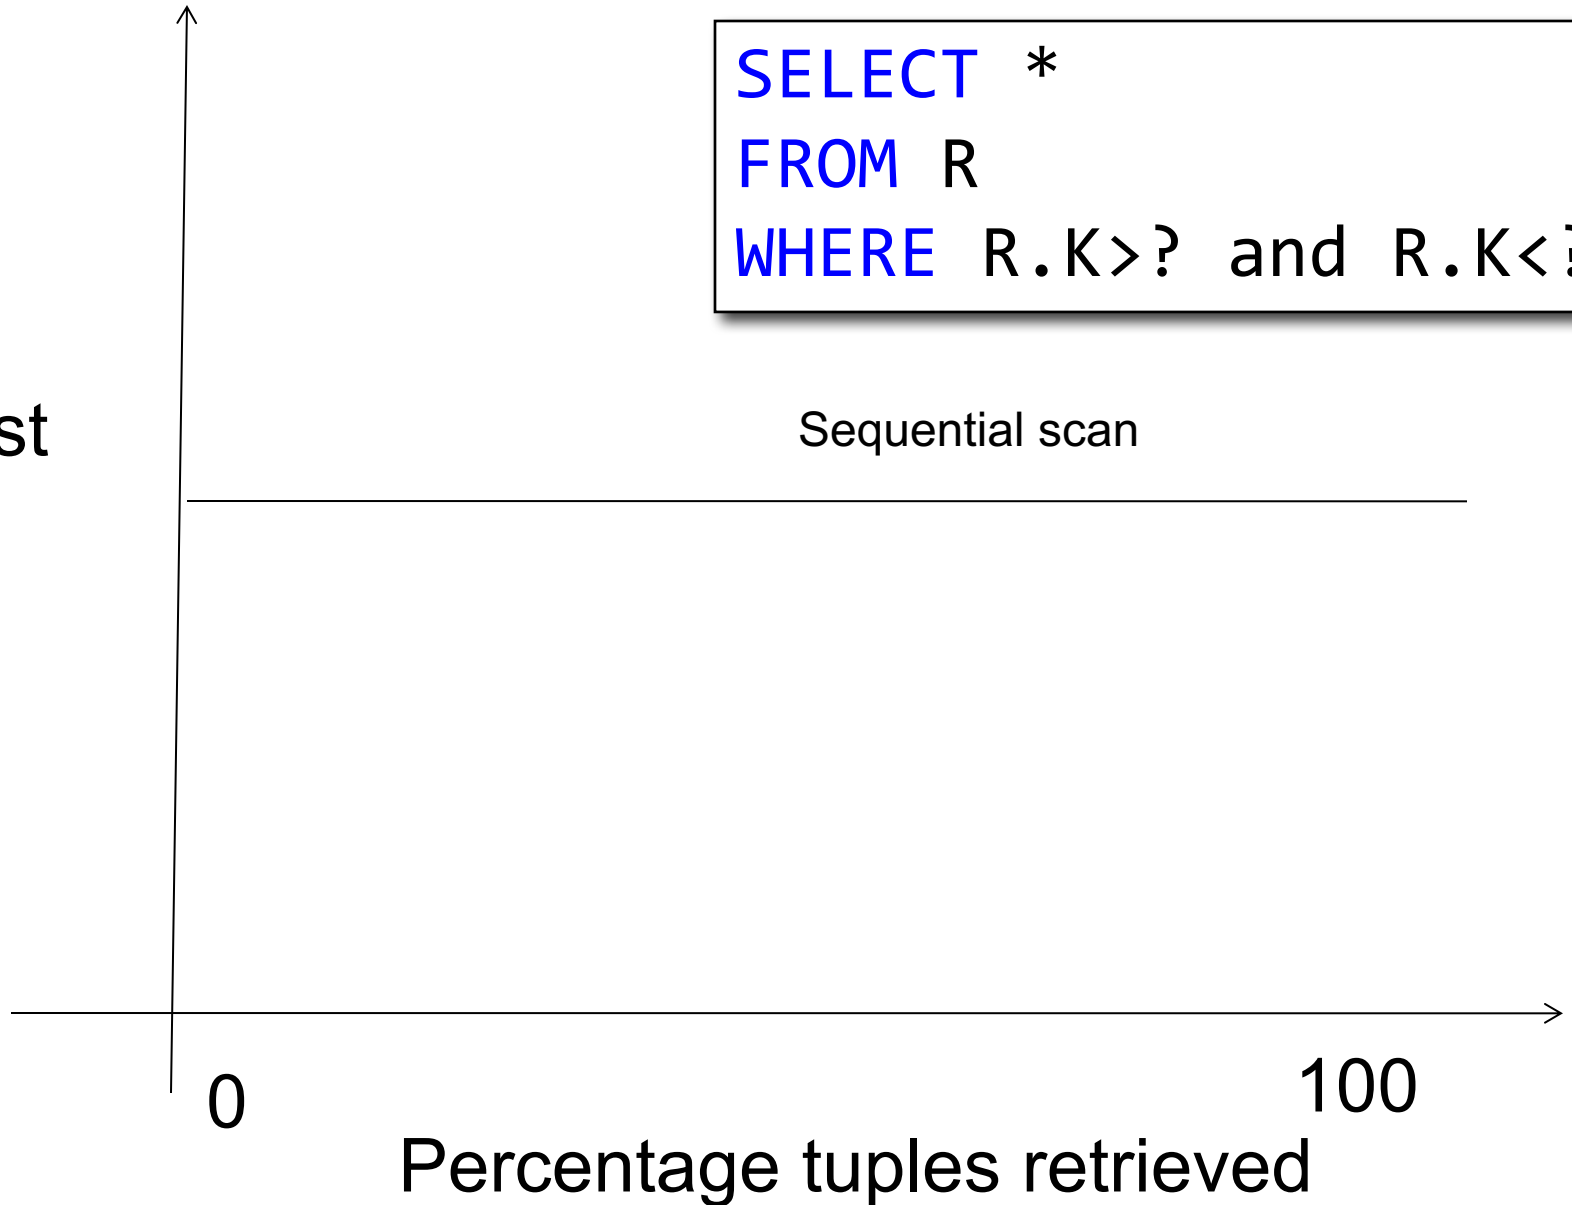 SELECT *
FROM R
WHERE R.K>? and R.K<?
st
Sequential scan
0
100
Percentage tuples retrieved